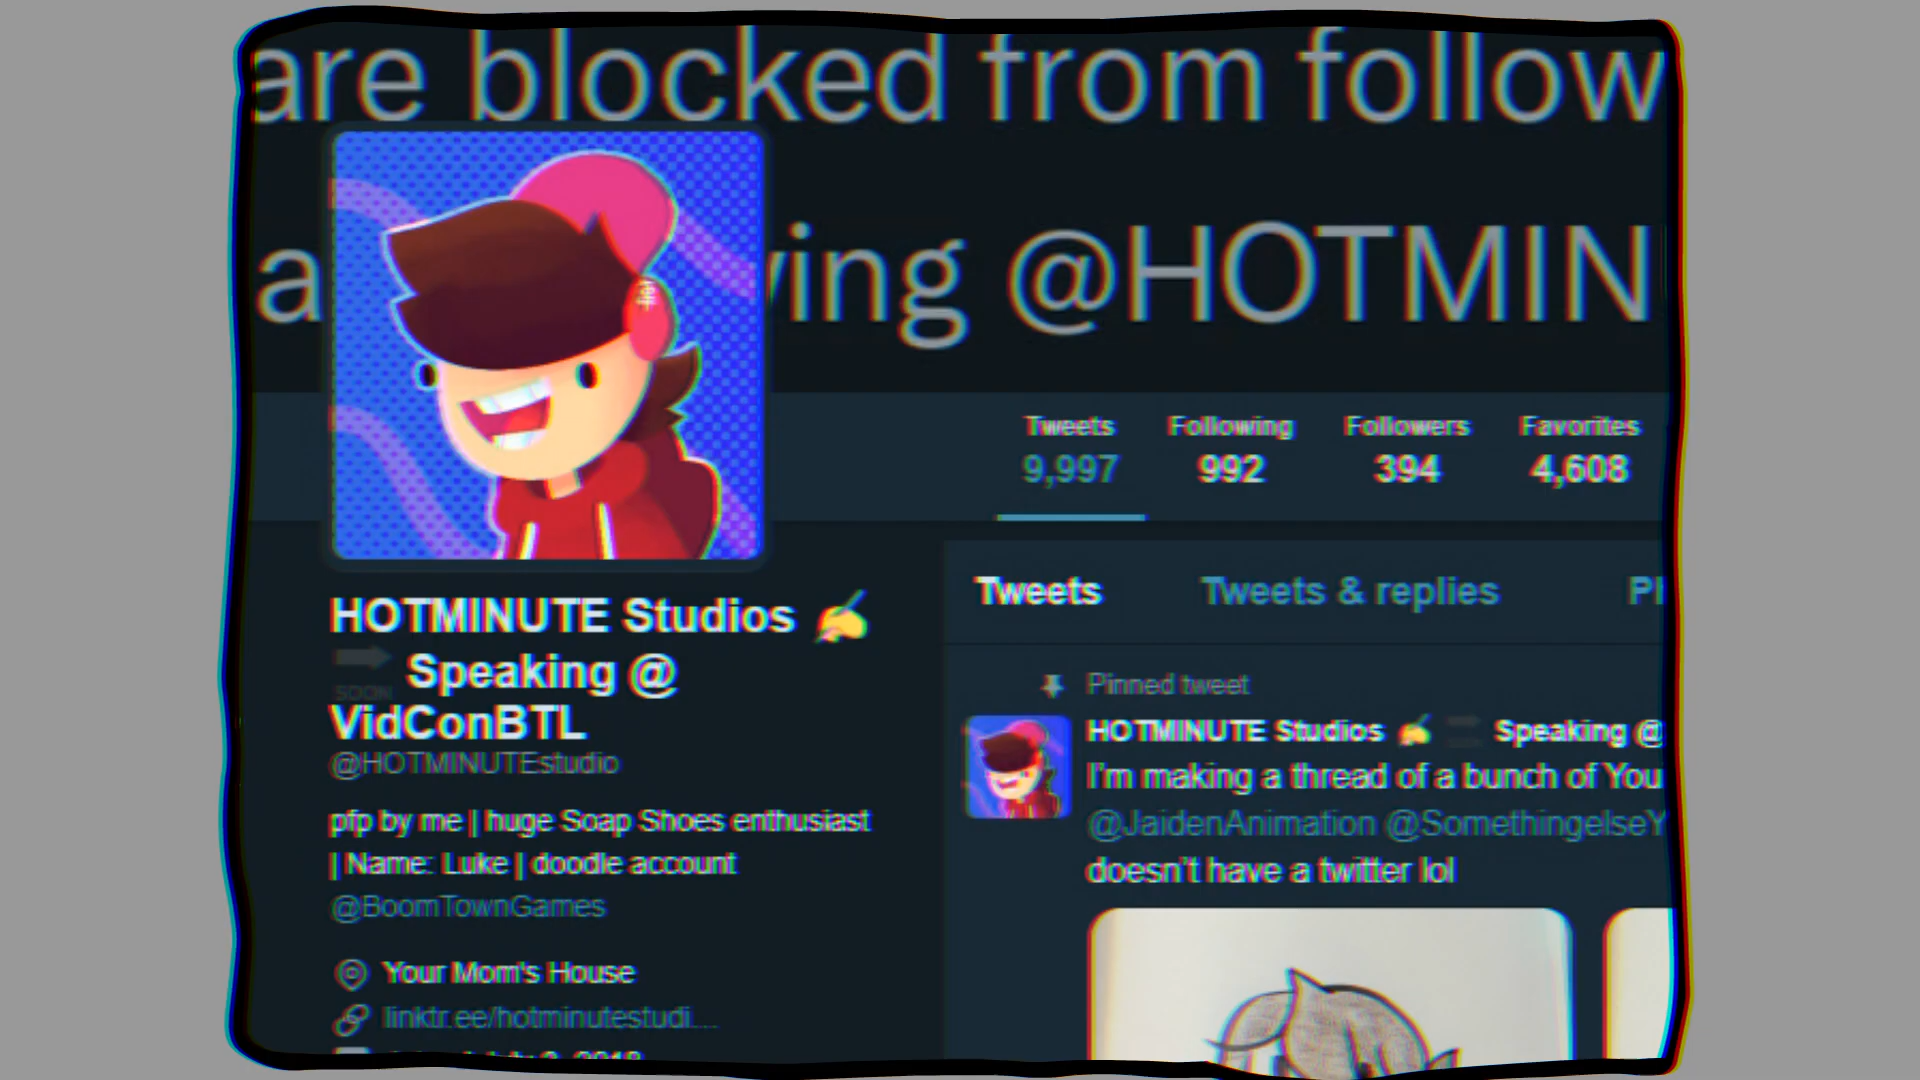 are blocked from follow
a ving @HOTMIN
Tweets Following Followers Favorites
9,997 992 394 4,608
Tweets Tweets & replies Ph
HOTMINUTE Studios ✍
SOON Speaking @
VidConBTL
@HOTMINUTEstudio
pfp by me | huge Soap Shoes enthusiast
| Name: Luke | doodle account
@BoomTownGames
Your Mom's House
linktr.ee/hotminutestudi...
Pinned tweet
HOTMINUTE Studios ✍ Speaking @
I'm making a thread of a bunch of You
@JaidenAnimation @SomethingelseY
doesn't have a twitter lol